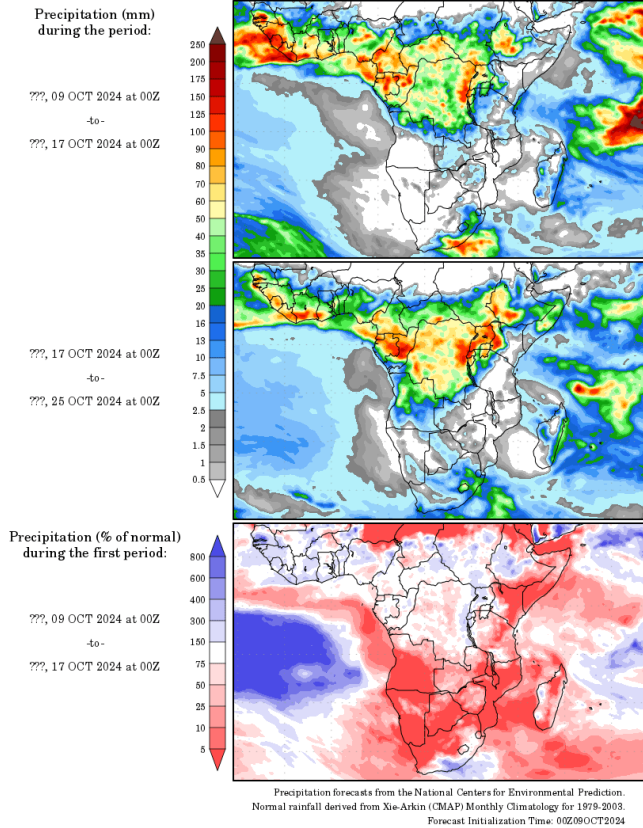 Precipitation (mm)
during the period:
250
200
175
150
125
100
90
80
70
60
50
40
35
30
25
20
16
13
10
7.5
5
2.5
2
1.5
1
0.5
???, 09 OCT 2024 at 00Z
-to-
???, 17 OCT 2024 at 00Z
???, 17 OCT 2024 at 00Z
-to-
???, 25 OCT 2024 at 00Z
Precipitation (% of normal)
during the first period:
800
600
400
300
150
75
50
25
10
5
???, 09 OCT 2024 at 00Z
-to-
???, 17 OCT 2024 at 00Z
Precipitation forecasts from the National Centers for Environmental Prediction.
Normal rainfall derived from Xie-Arkin (CMAP) Monthly Climatology for 1979-2003.
Forecast Initialization Time: 00Z09OCT2024